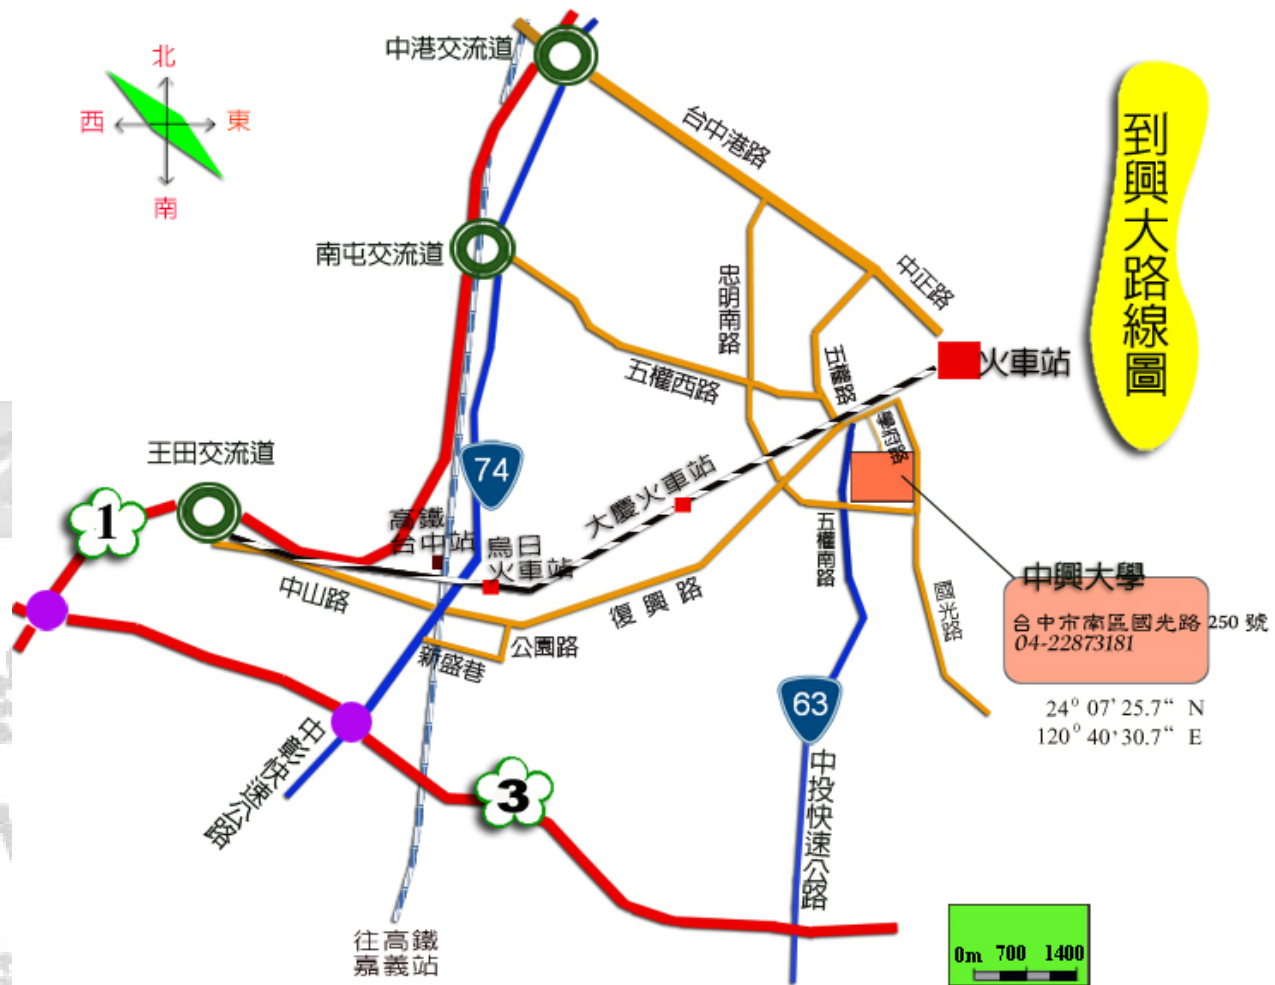 中港交流道
北
西
東
南
台中港路
到興大路線圖
南屯交流道
忠明南路
中正路
五權西路
五權路
火車站
王田交流道
74
學府路
1
大慶火車站
高鐵
台中站
烏日
火車站
五權南路
中山路
復興路
國光路
中興大學
台中市南區國光路 250 號
04-22873181
公園路
新盛巷
24° 07' 25.7“ N
120° 40' 30.7“ E
63
中彰快速公路
3
中投快速公路
往高鐵
嘉義站
0m 700 1400